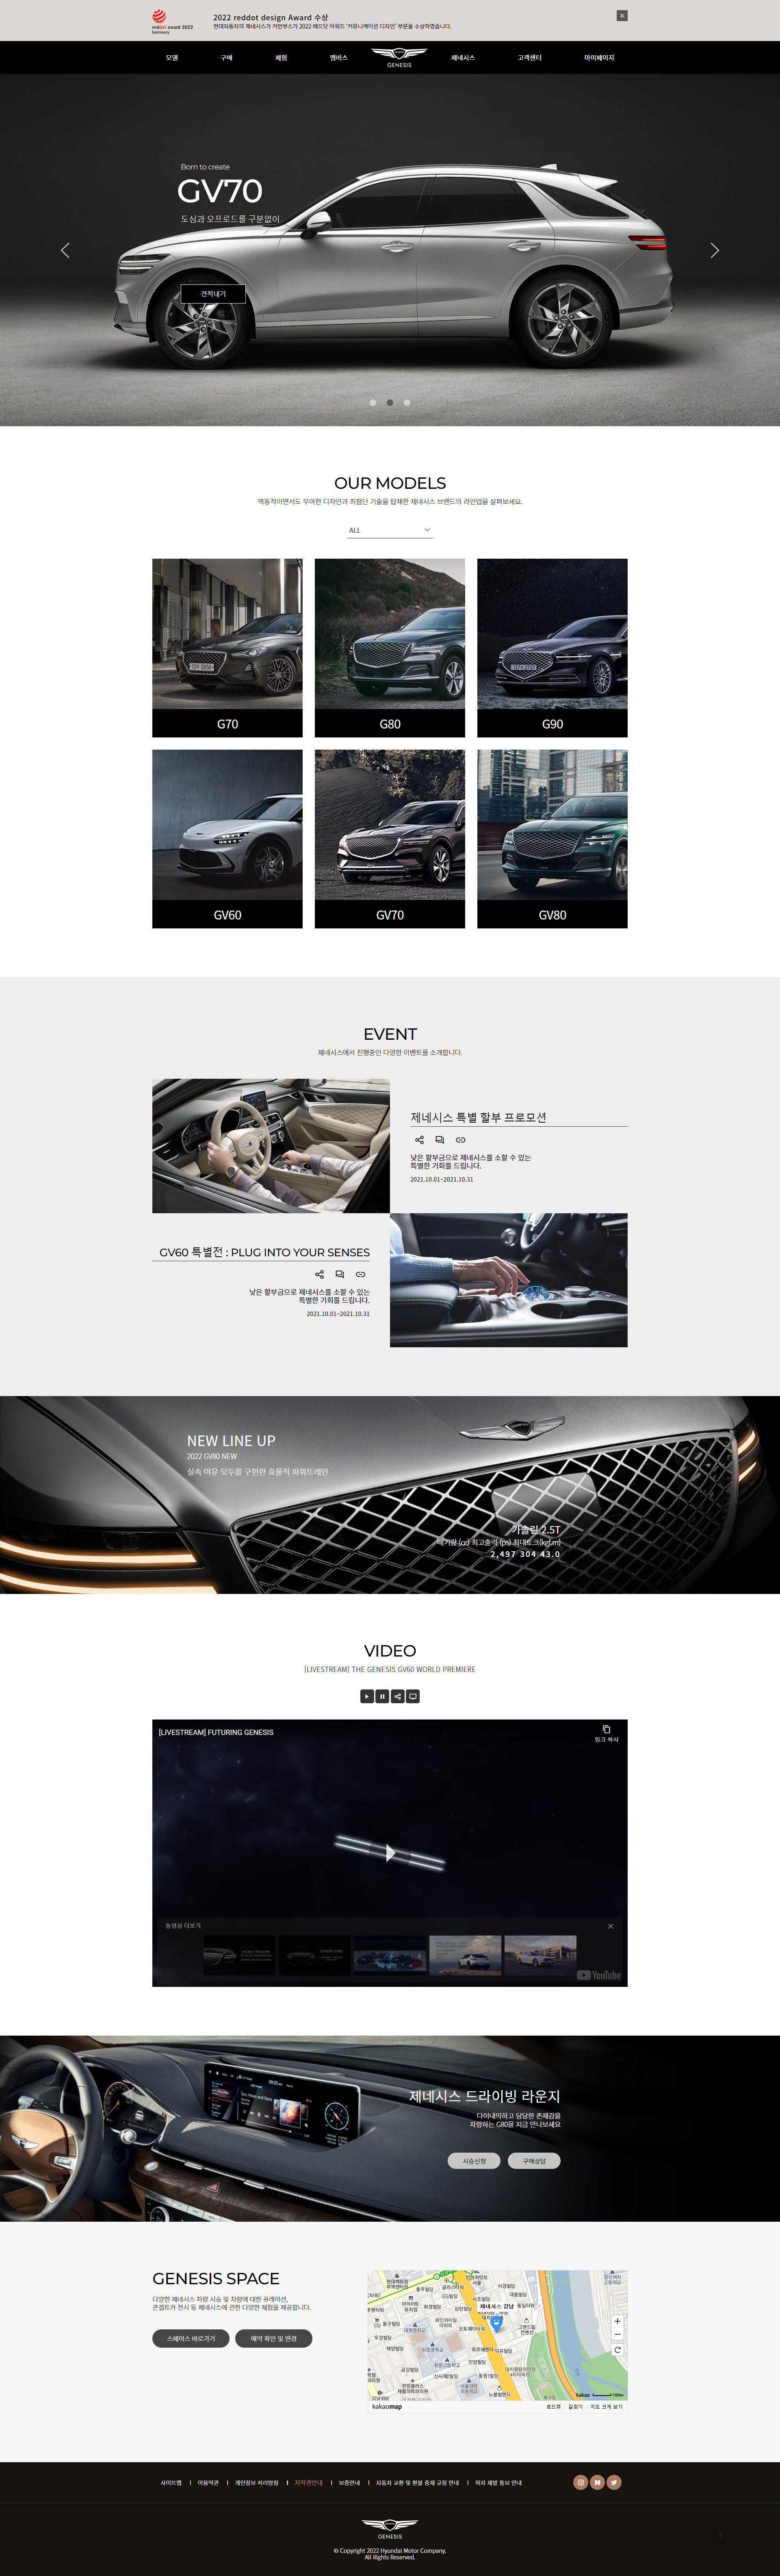 reddot award 2022
luminary
2022 reddot design Award 수상
현대자동차의 제네시스가 커먼부스가 2022 레드닷 어워드 '커뮤니케이션 디자인' 부문을 수상하였습니다.
모델
구매
체험
멤버스
GENESIS
제네시스
고객센터
마이페이지
Born to create
GV70
도심과 오프로드를 구분없이
견적내기
OUR MODELS
역동적이면서도 우아한 디자인과 최첨단 기술을 탑재한 제네시스 브랜드의 라인업을 살펴보세요.
ALL
G70
G80
G90
GV60
GV70
GV80
EVENT
제네시스에서 진행중인 다양한 이벤트를 소개합니다.
제네시스 특별 할부 프로모션
낮은 할부금으로 제네시스를 소할 수 있는
특별한 기회를 드립니다.
2021.10.01~2021.10.31
GV60 특별전 : PLUG INTO YOUR SENSES
낮은 할부금으로 제네시스를 소할 수 있는
특별한 기회를 드립니다.
2021.10.01~2021.10.31
NEW LINE UP
2022 GV80 NEW
실속 여유 모두를 구현한 효율적 파워트레인
가솔린 2.5T
배기량 (cc) 최고출력 (ps) 최대토크(kgf.m)
2,497 304 43.0
VIDEO
[LIVESTREAM] THE GENESIS GV60 WORLD PREMIERE
[LIVESTREAM] FUTURING GENESIS
링크 복사
동영상 더보기
YouTube
제네시스 드라이빙 라운지
다이내믹하고 담담한 존재감을
자랑하는 G80을 지금 만나보세요
시승신청
구매상담
GENESIS SPACE
다양한 제네시스 차량 시승 및 차량에 대한 큐레이션,
콘셉트카 전시 등 제네시스에 관한 다양한 체험을 제공합니다.
스페이스 바로가기
예약 확인 및 변경
제네시스 강남
kakao
100m
kakaomap
로드뷰
길찾기
지도 크게 보기
사이트맵
이용약관
개인정보 처리방침
저작권안내
보증안내
자동차 교환 및 환불 중재 규정 안내
하자 재발 통보 안내
GENESIS
© Copyright 2022 Hyundai Motor Company.
All Rights Reserved.